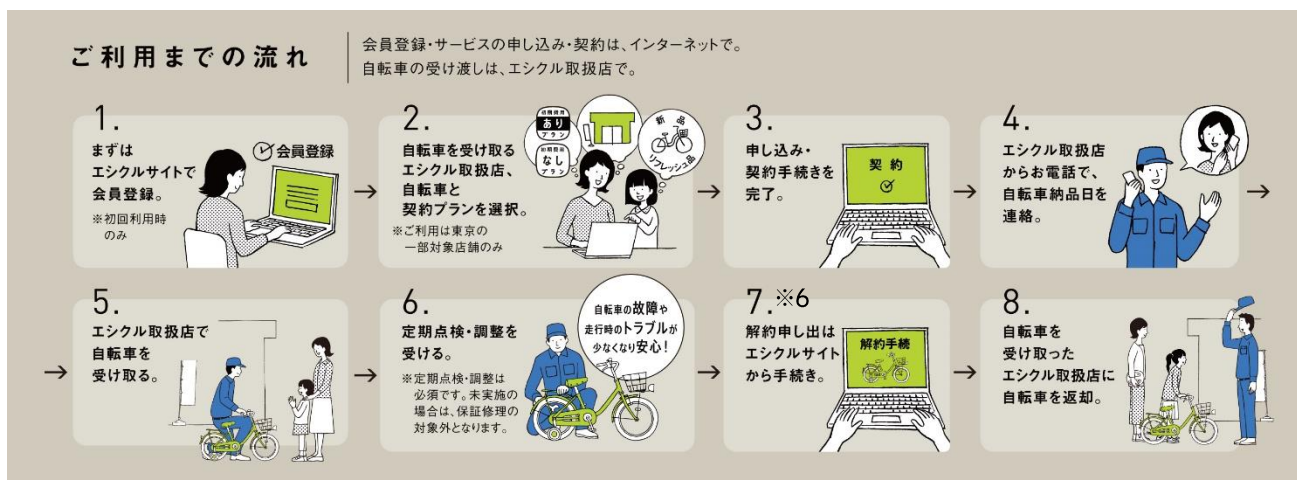 ご利用までの流れ
会員登録・サービスの申し込み・契約は、インターネットで。
自転車の受け渡しは、エシクル取扱店で。
1.
まずは
エシクルサイトで
会員登録。
※初回利用時
のみ
会員登録
2.
自転車を受け取る
エシクル取扱店、
自転車と
契約プランを選択。
※ご利用は東京の
一部対象店舗のみ
初期費用
あり
プラン
初期費用
なし
プラン
新品
リフレッシュ品
3.
申し込み・
契約手続きを
完了。
契約
4.
エシクル取扱店
からお電話で、
自転車納品日を
連絡。
5.
エシクル取扱店で
自転車を
受け取る。
6.
定期点検・調整を
受ける。
※定期点検・調整は
必須です。未実施の
場合は、保証修理の
対象外となります。
自転車の故障や
走行時のトラブルが
少なくなり安心！
7.※6
解約申し出は
エシクルサイト
から手続き。
解約手続
8.
自転車を
受け取った
エシクル取扱店に
自転車を返却。